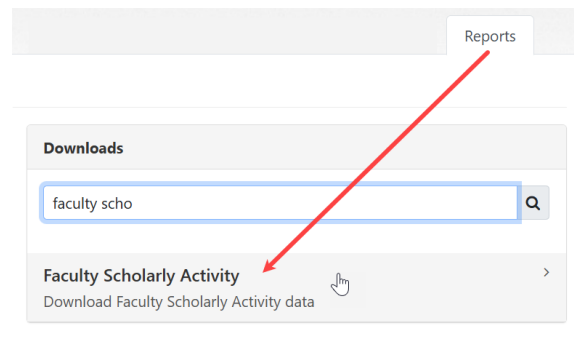 Reports
Downloads
faculty scho
Faculty Scholarly Activity
Download Faculty Scholarly Activity data